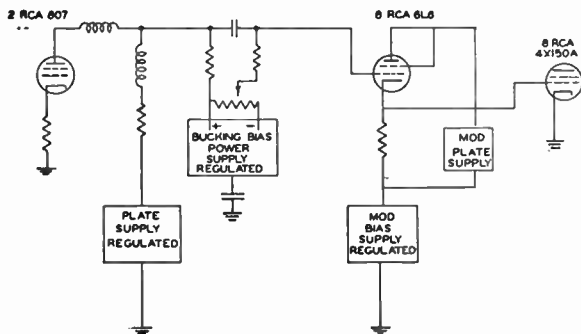 2 RCA 807
8 RCA 6L6
8 RCA
4X150A
+ −
BUCKING BIAS
POWER
SUPPLY
REGULATED
MOD
PLATE
SUPPLY
PLATE
SUPPLY
REGULATED
MOD
BIAS
SUPPLY
REGULATED